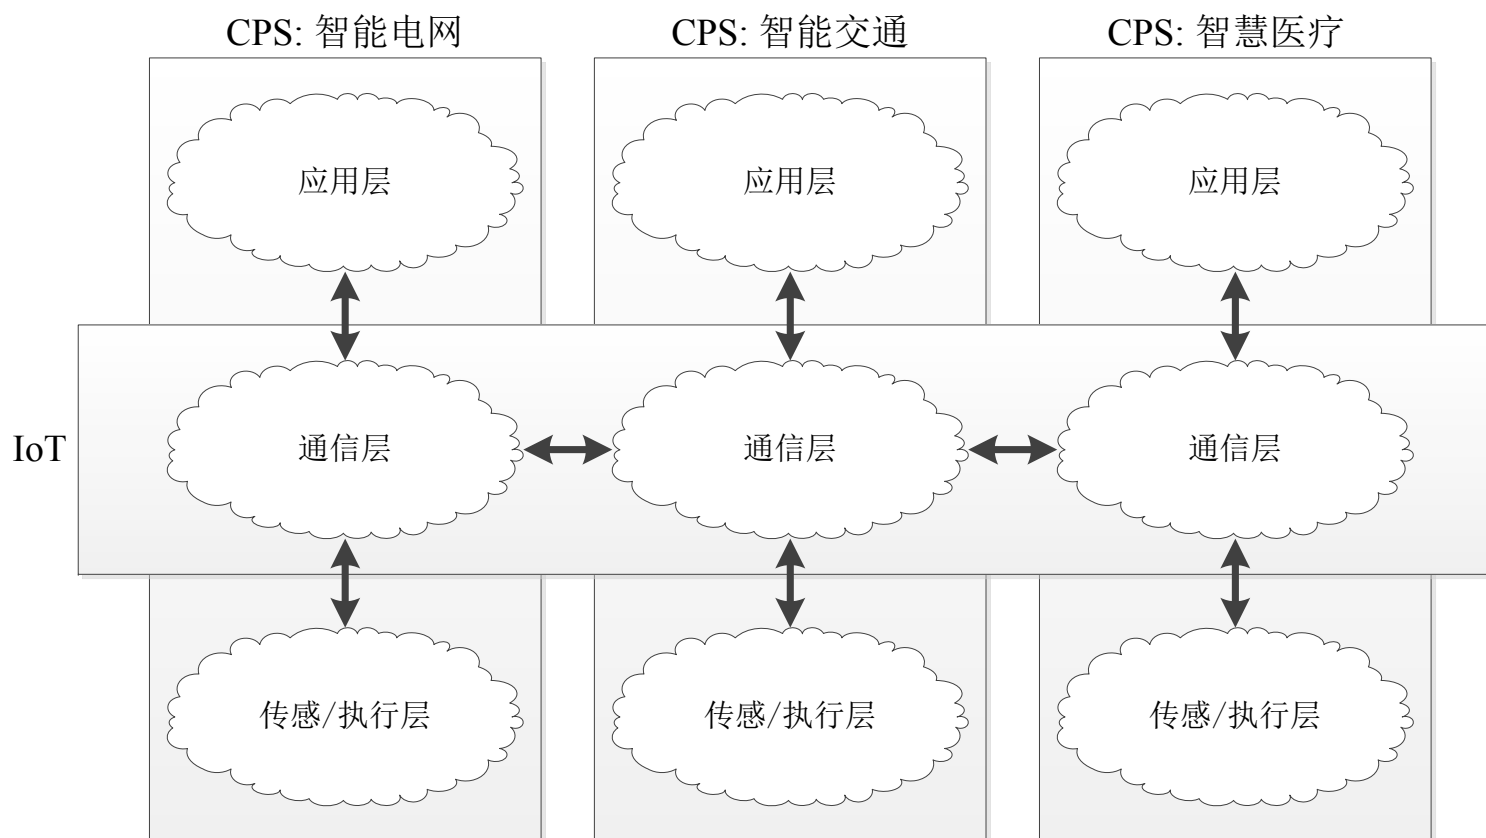 CPS: 智能电网
CPS: 智能交通
CPS: 智慧医疗
应用层
应用层
应用层
IoT
通信层
通信层
通信层
传感/执行层
传感/执行层
传感/执行层